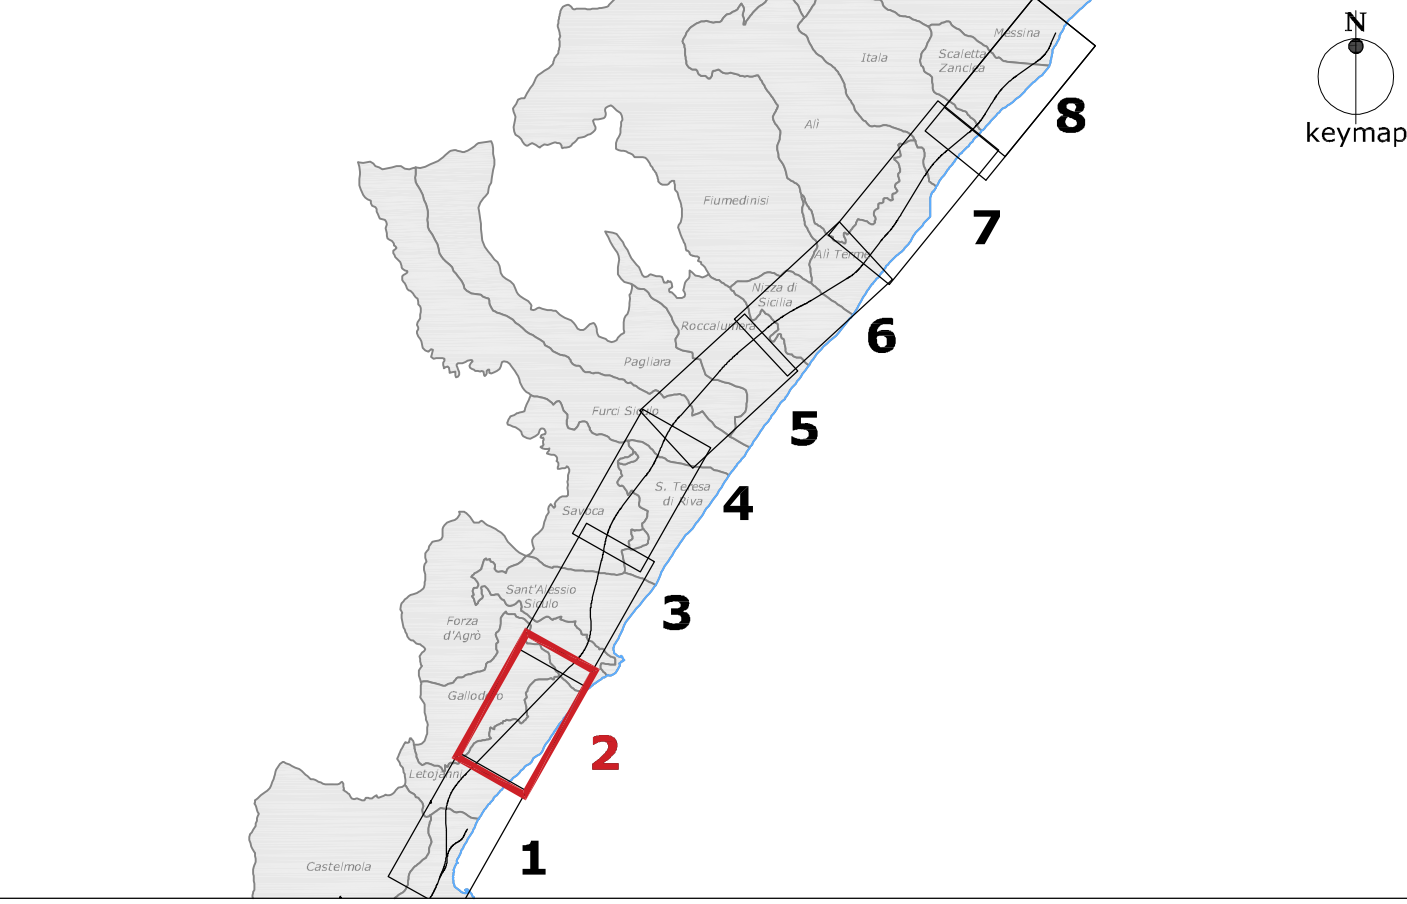 N
keymap
Messina
Scaletta
Zanclea
Itala
8
Alì
Fiumedinisi
7
Alì Terme
Nizza di
Sicilia
Roccalumera
6
Pagliara
Furci Siculo
5
S. Teresa
di Riva
4
Savoca
Sant'Alessio
Siculo
3
Forza
d'Agrò
Gallodoro
2
Letojanni
1
Castelmola